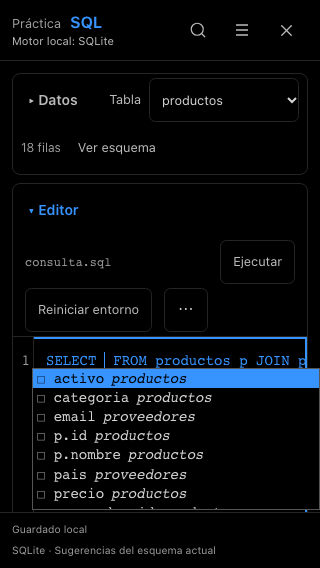 Práctica SQL
Motor local: SQLite
▸ Datos Tabla productos
18 filas Ver esquema
▾ Editor
consulta.sql Ejecutar
Reiniciar entorno ...
1 SELECT FROM productos p JOIN p
activo productos
categoria productos
email proveedores
p.id productos
p.nombre productos
pais proveedores
precio productos
Guardado local
SQLite · Sugerencias del esquema actual